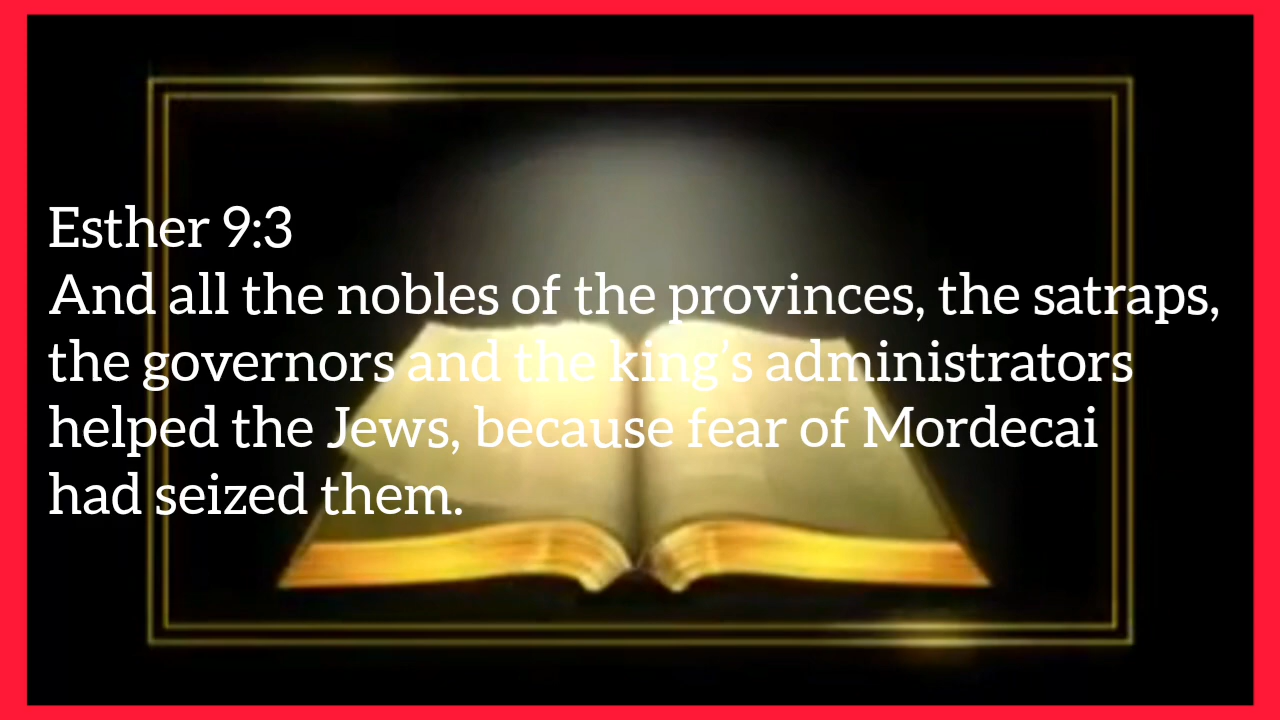 Esther 9:3
And all the nobles of the provinces, the satraps,
the governors and the king’s administrators
helped the Jews, because fear of Mordecai
had seized them.